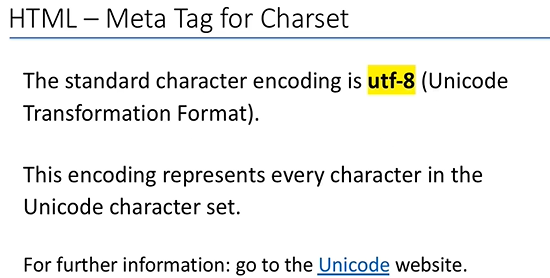 HTML – Meta Tag for Charset
The standard character encoding is utf-8 (Unicode
Transformation Format).
This encoding represents every character in the
Unicode character set.
For further information: go to the Unicode website.